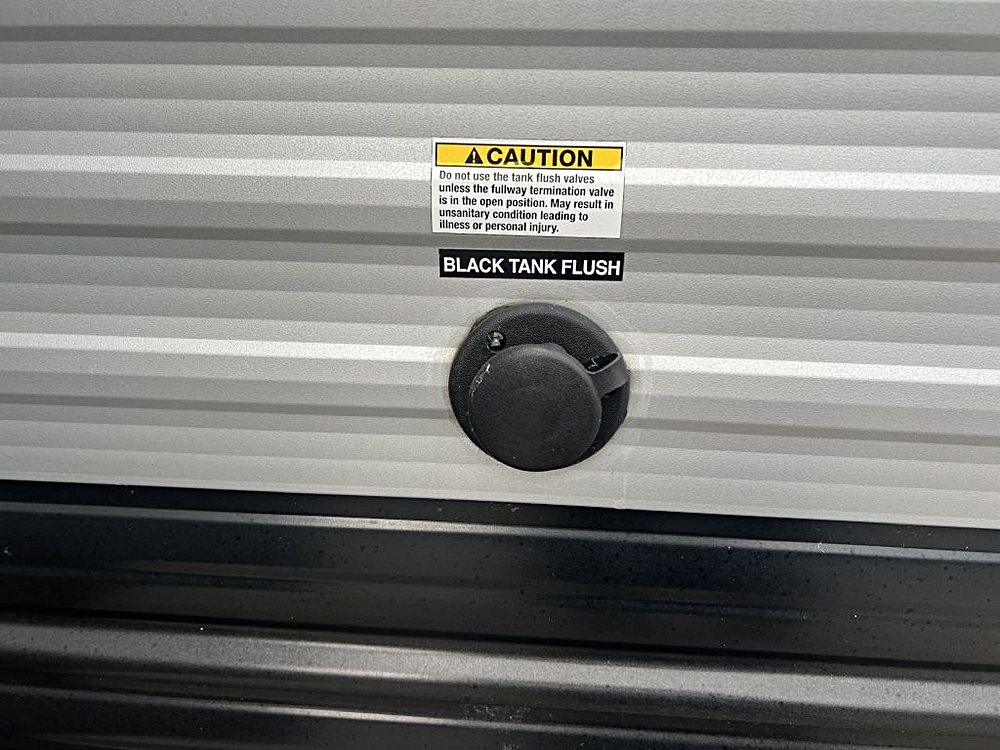 CAUTION
Do not use the tank flush valves
unless the fullway termination valve
is in the open position. May result in
unsanitary condition leading to
illness or personal injury.
BLACK TANK FLUSH